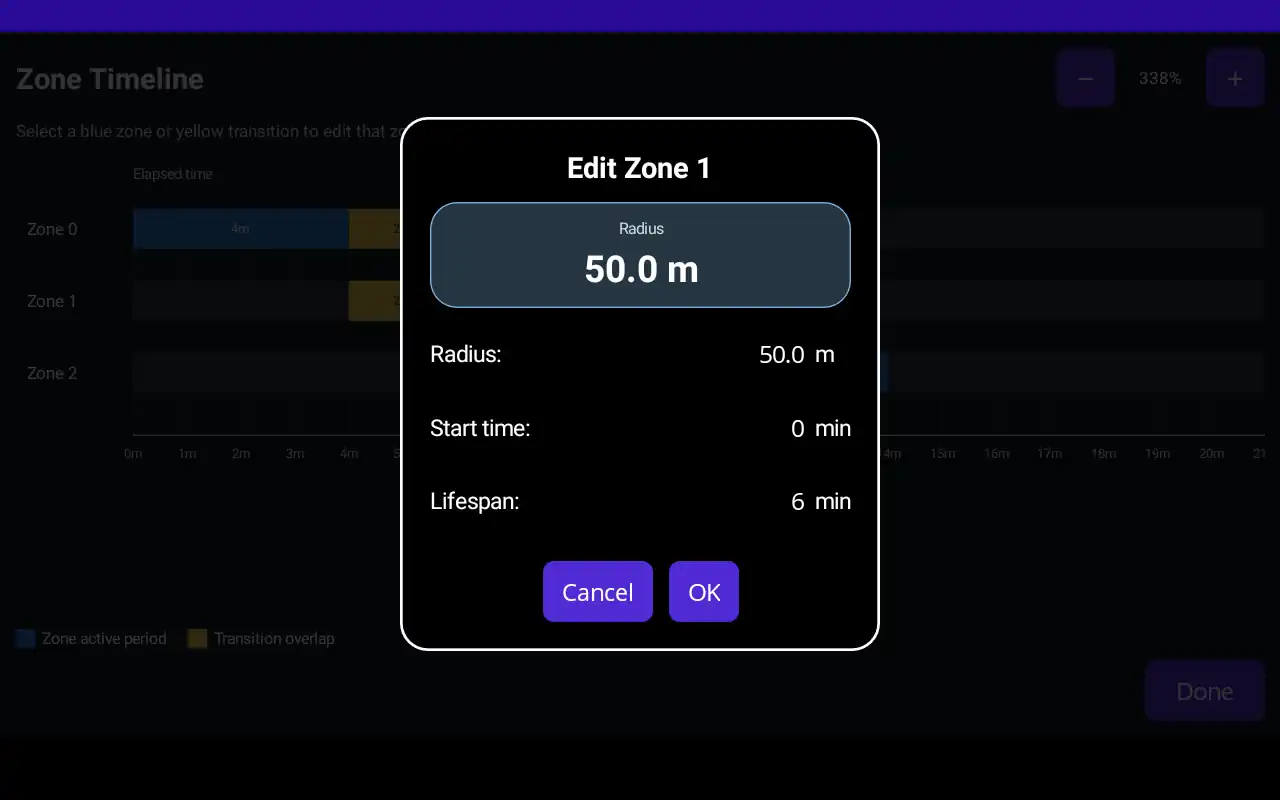 Zone Timeline
− 338% +
Select a blue zone or yellow transition to edit that
Elapsed time
Zone 0 4m
Zone 1
Zone 2
0m 1m 2m 3m 4m 15m 16m 17m 18m 19m 20m 21
Zone active period Transition overlap
Done
Edit Zone 1
Radius
50.0 m
Radius: 50.0 m
Start time: 0 min
Lifespan: 6 min
Cancel OK